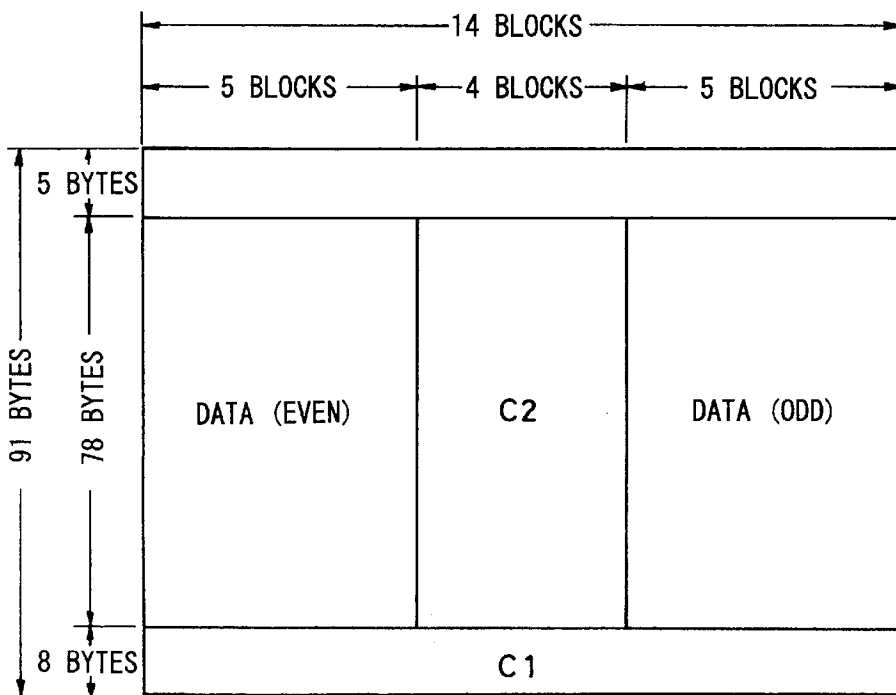 14 BLOCKS
5 BLOCKS
4 BLOCKS
5 BLOCKS
5 BYTES
91 BYTES
78 BYTES
DATA (EVEN)
C2
DATA (ODD)
8 BYTES
C1